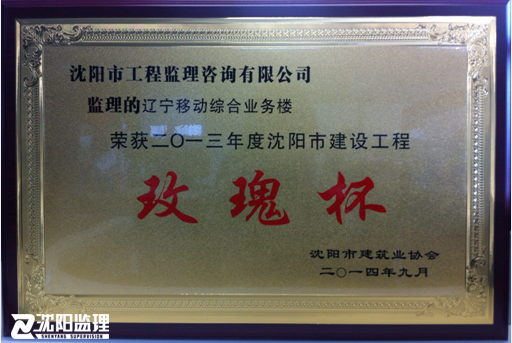 沈阳市工程监理咨询有限公司
监理的辽宁移动综合业务楼
荣获二〇一三年度沈阳市建设工程
玫瑰杯
沈阳市建筑业协会
二〇一四年九月
沈阳监理
SHENYANG SUPERVISION